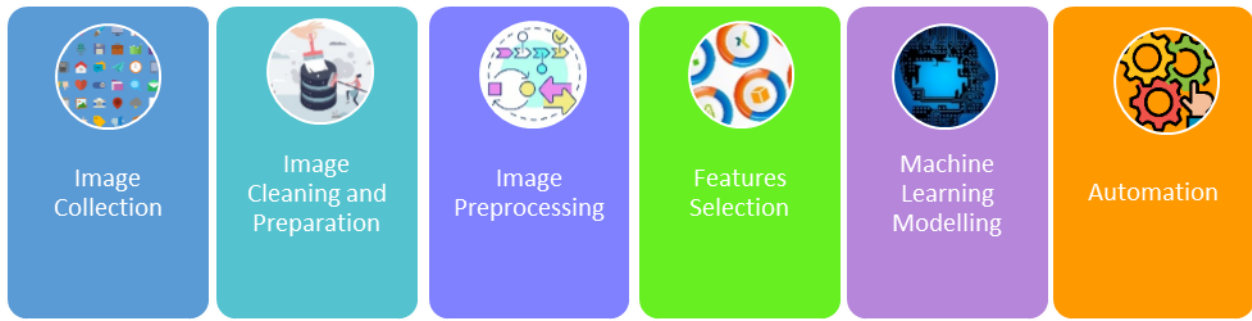 Image
Collection
Image
Cleaning and
Preparation
Image
Preprocessing
Features
Selection
Machine
Learning
Modelling
Automation